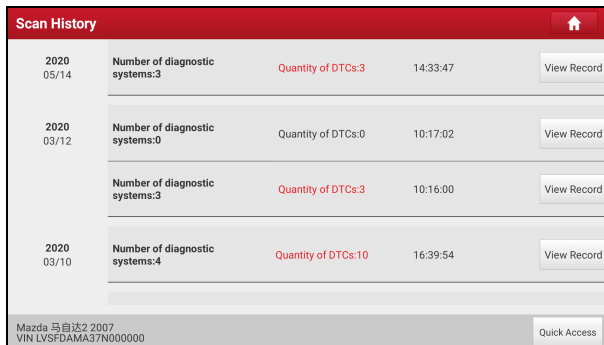 Scan History
2020
05/14
Number of diagnostic
systems:3
Quantity of DTCs:3
14:33:47
View Record
2020
03/12
Number of diagnostic
systems:0
Quantity of DTCs:0
10:17:02
View Record
Number of diagnostic
systems:3
Quantity of DTCs:3
10:16:00
View Record
2020
03/10
Number of diagnostic
systems:4
Quantity of DTCs:10
16:39:54
View Record
Mazda 马自达2 2007
VIN LVSFDAMA37N000000
Quick Access